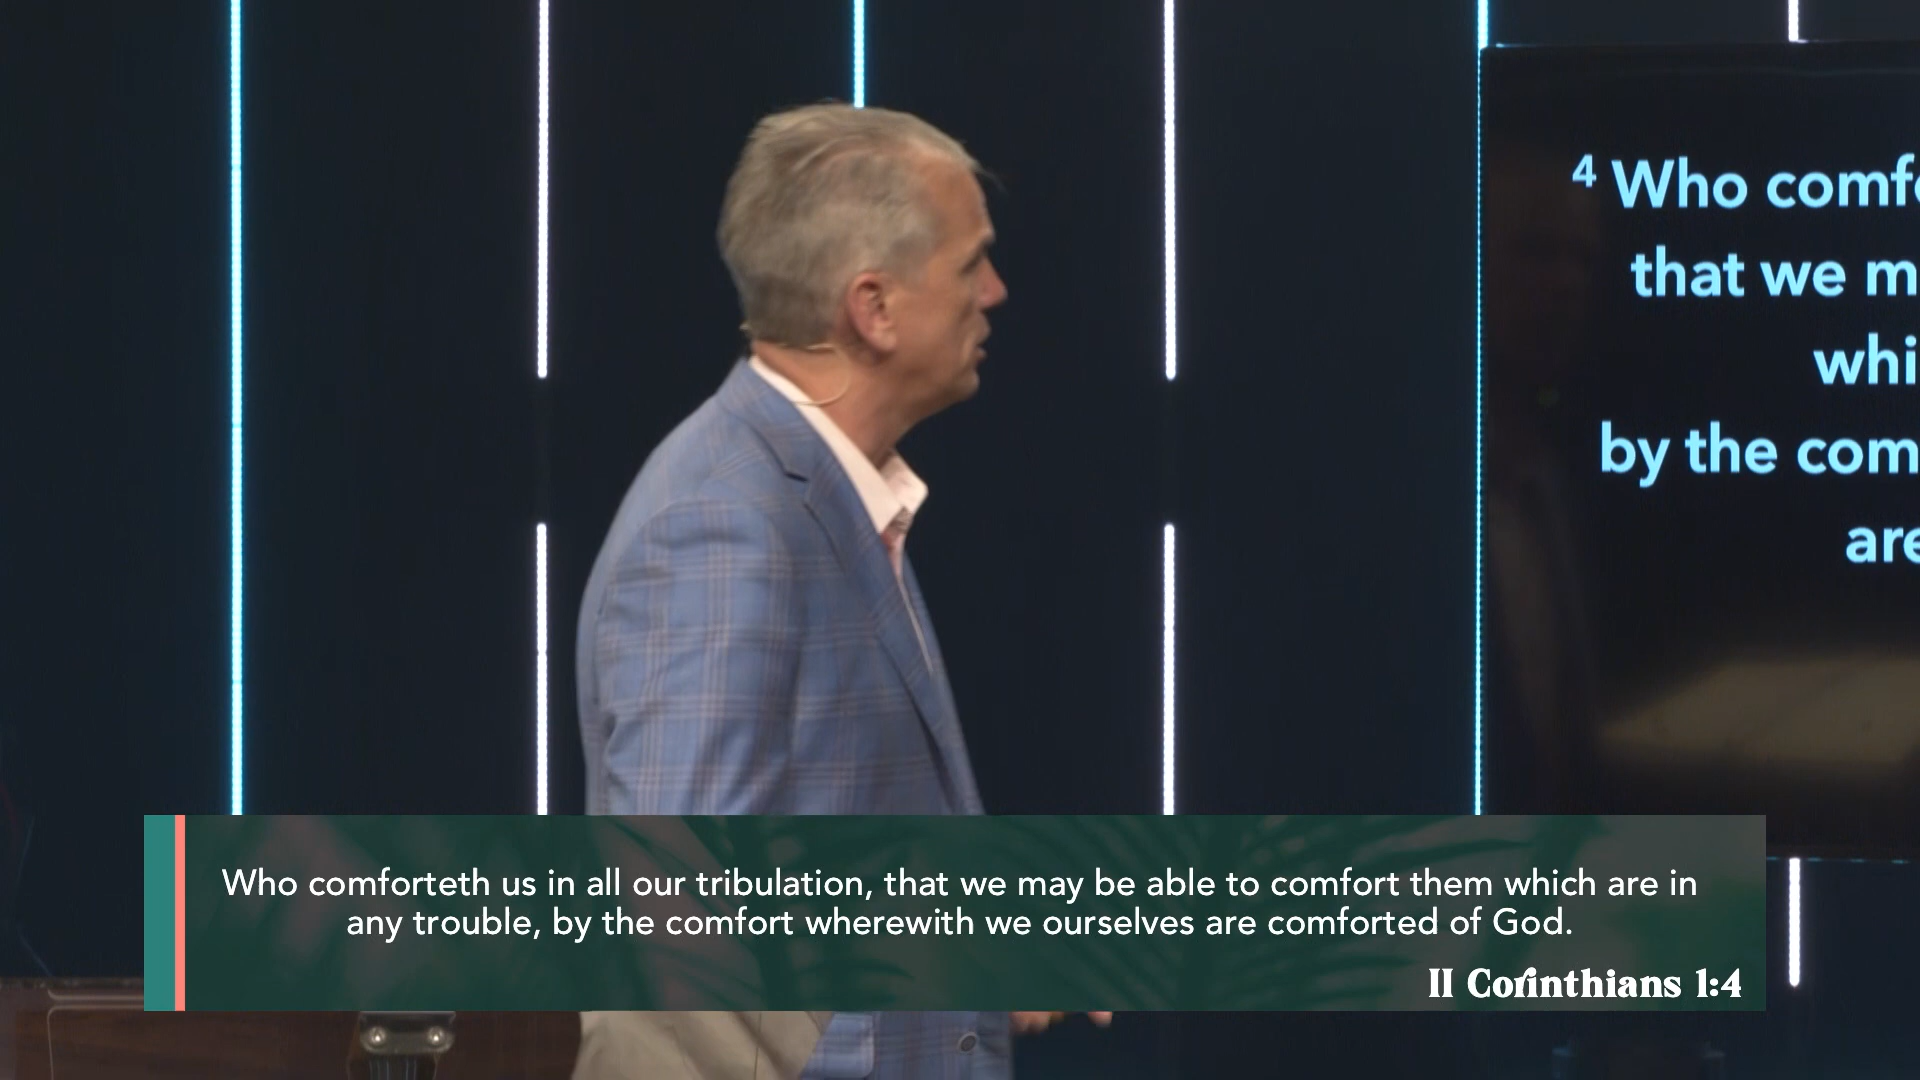 4 Who comf
that we m
whi
by the com
are
Who comforteth us in all our tribulation, that we may be able to comfort them which are in
any trouble, by the comfort wherewith we ourselves are comforted of God.
II Corinthians 1:4